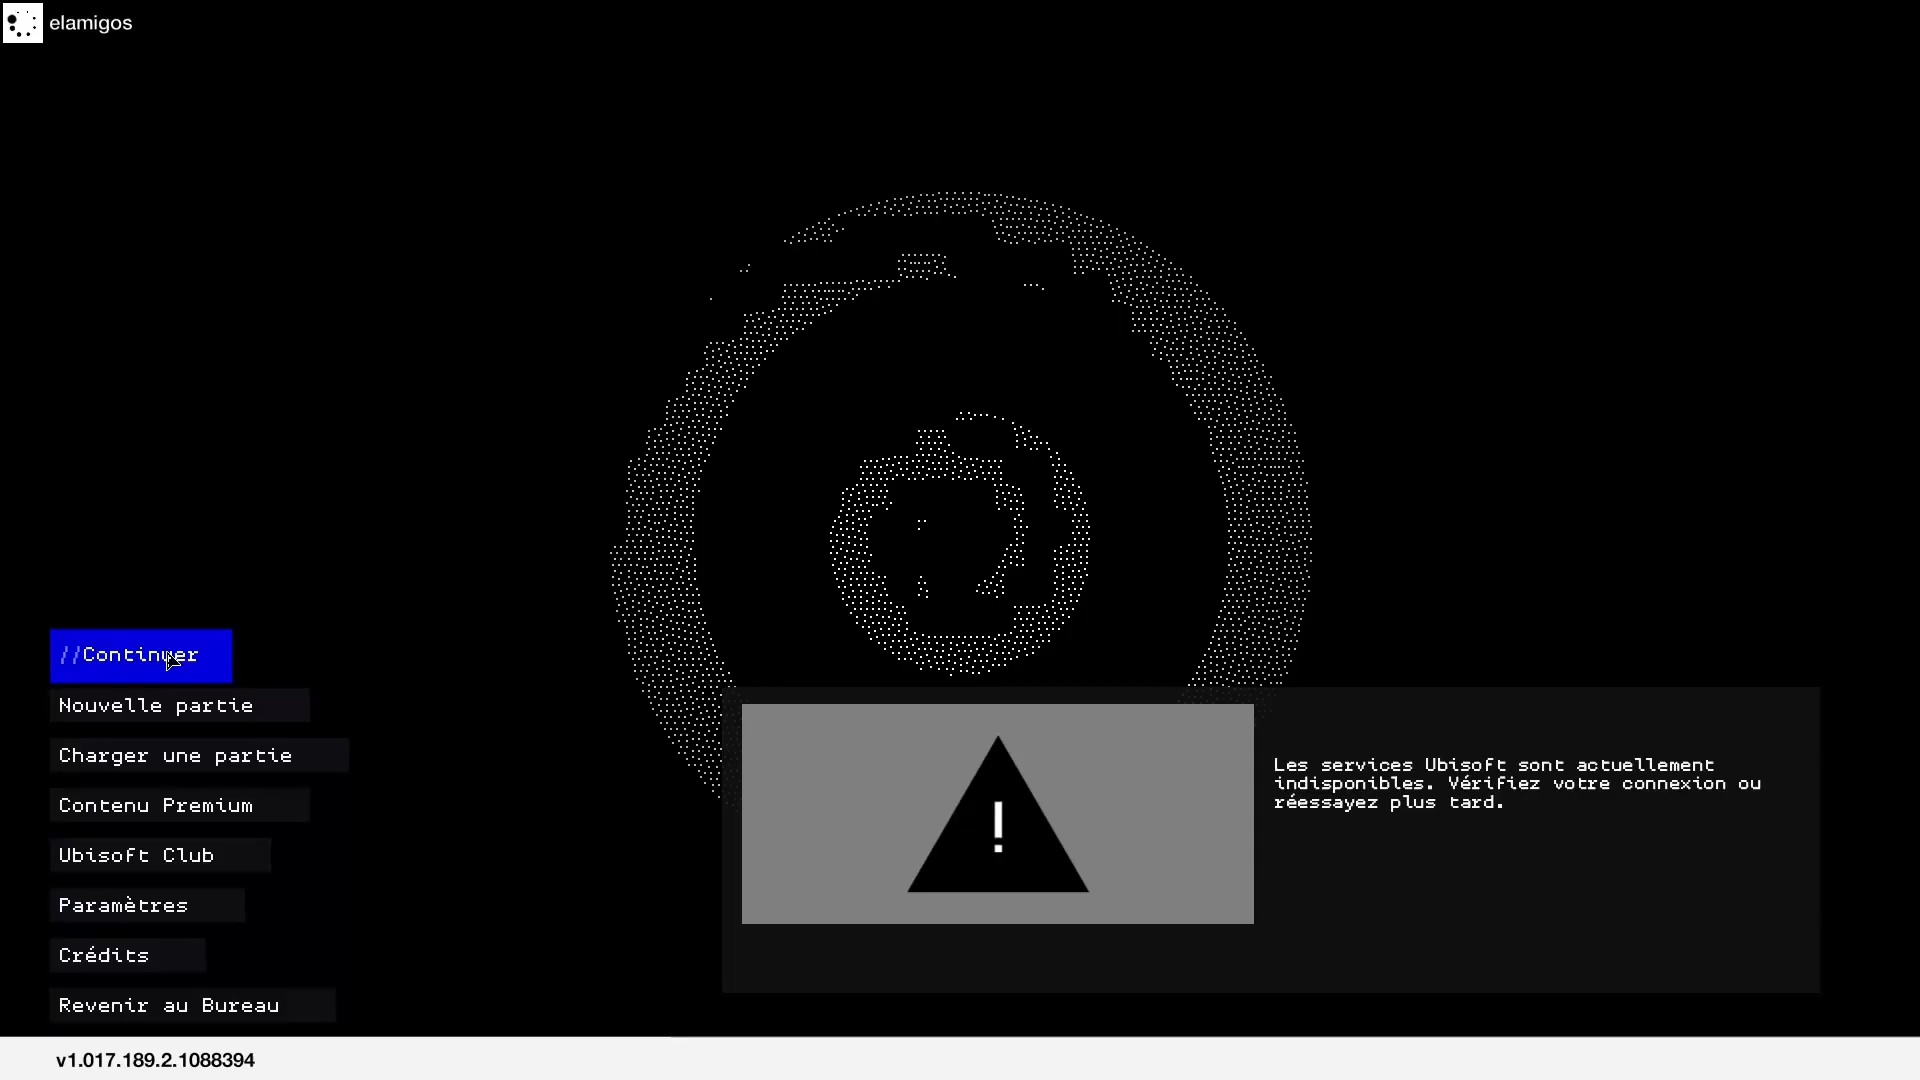 elamigos
//Continuer
Nouvelle partie
Charger une partie
Contenu Premium
Ubisoft Club
Paramètres
Crédits
Revenir au Bureau
Les services Ubisoft sont actuellement
indisponibles. Vérifiez votre connexion ou
réessayez plus tard.
!
v1.017.189.2.1088394